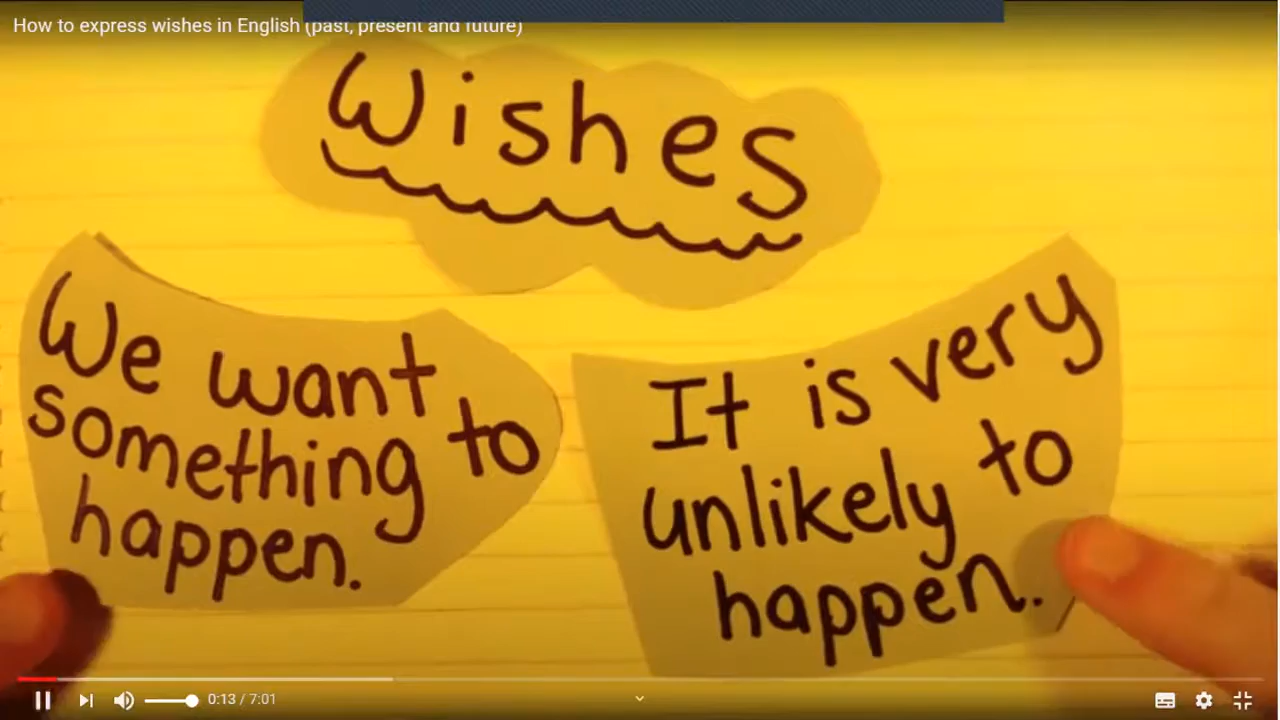 How to express wishes in English (past, present and future)
Wishes
We want
something to
happen.
It is very
unlikely to
happen.
0:13 / 7:01